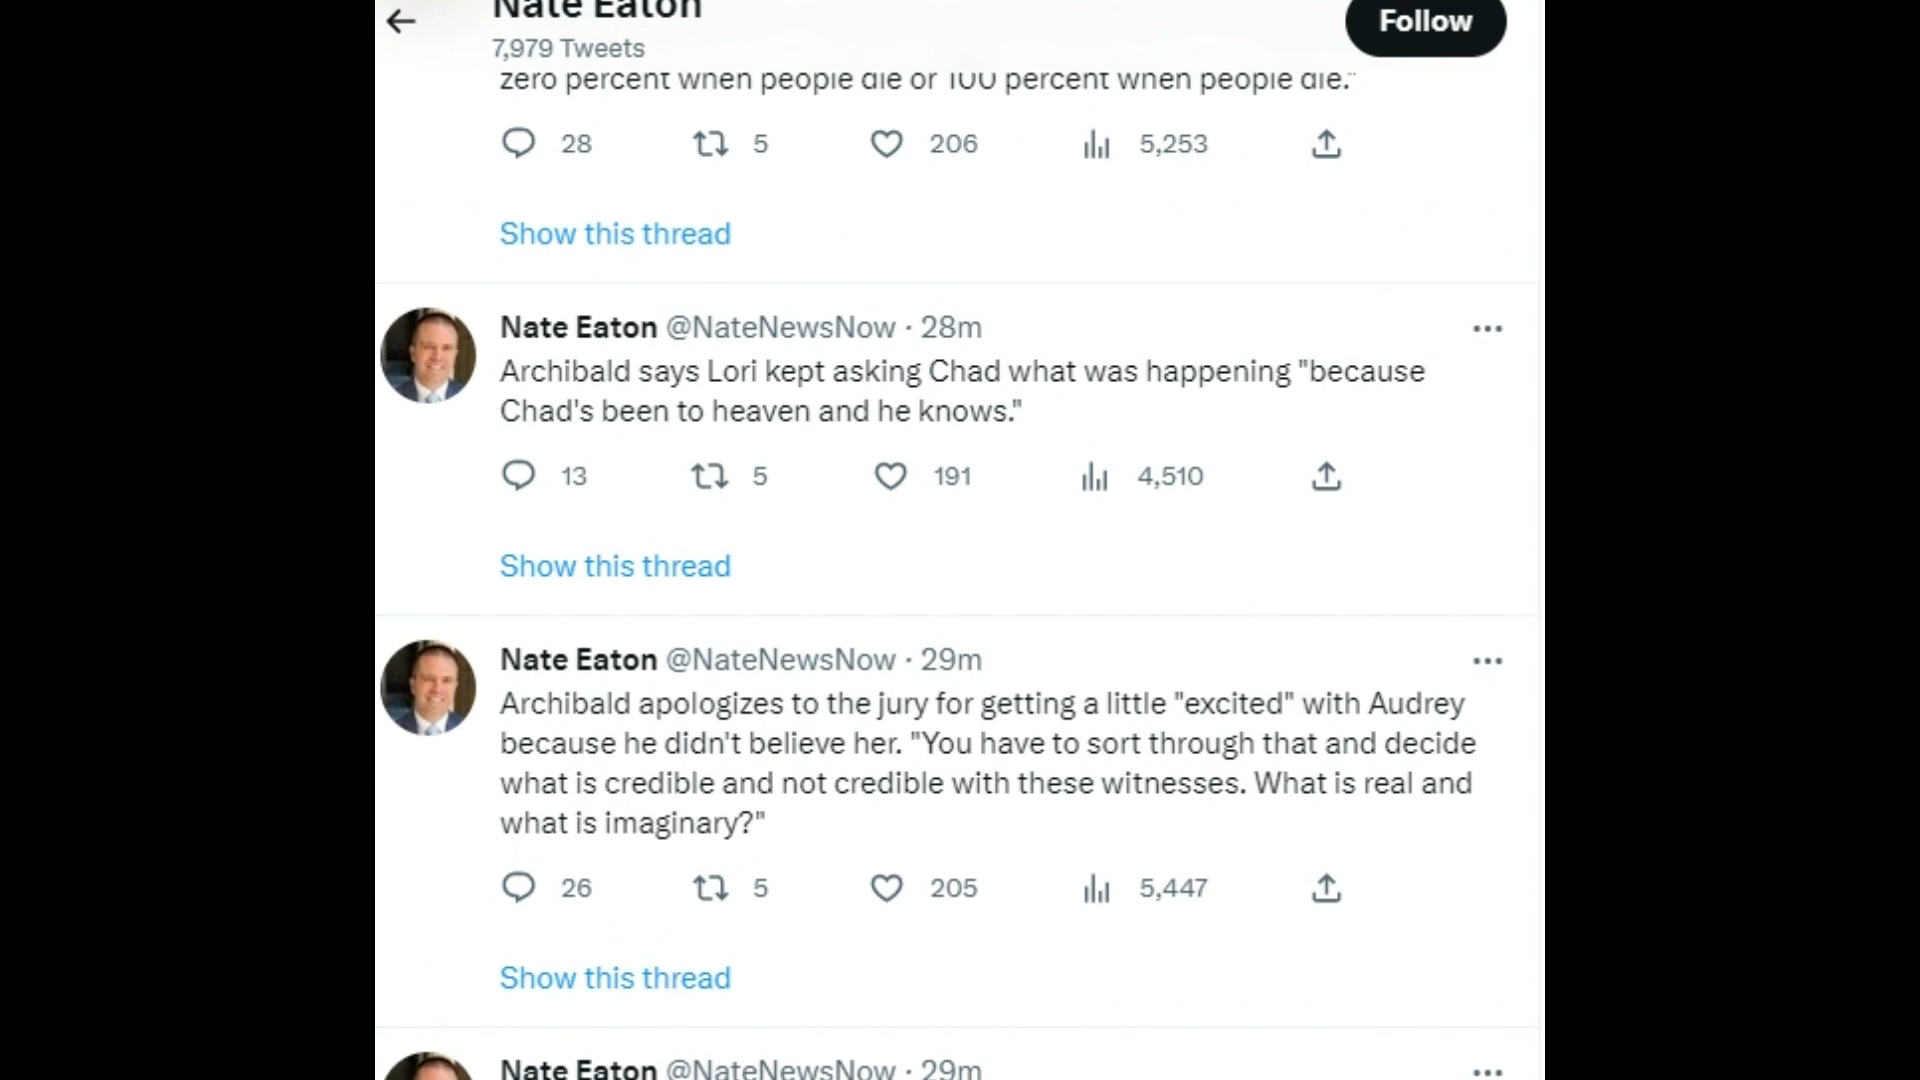 Nate Eaton
Follow
7,979 Tweets
zero percent when people die or 100 percent when people die."
28 5 206 5,253
Show this thread
Nate Eaton @NateNewsNow · 28m
Archibald says Lori kept asking Chad what was happening "because
Chad's been to heaven and he knows."
13 5 191 4,510
Show this thread
Nate Eaton @NateNewsNow · 29m
Archibald apologizes to the jury for getting a little "excited" with Audrey
because he didn't believe her. "You have to sort through that and decide
what is credible and not credible with these witnesses. What is real and
what is imaginary?"
26 5 205 5,447
Show this thread
Nate Eaton @NateNewsNow · 29m